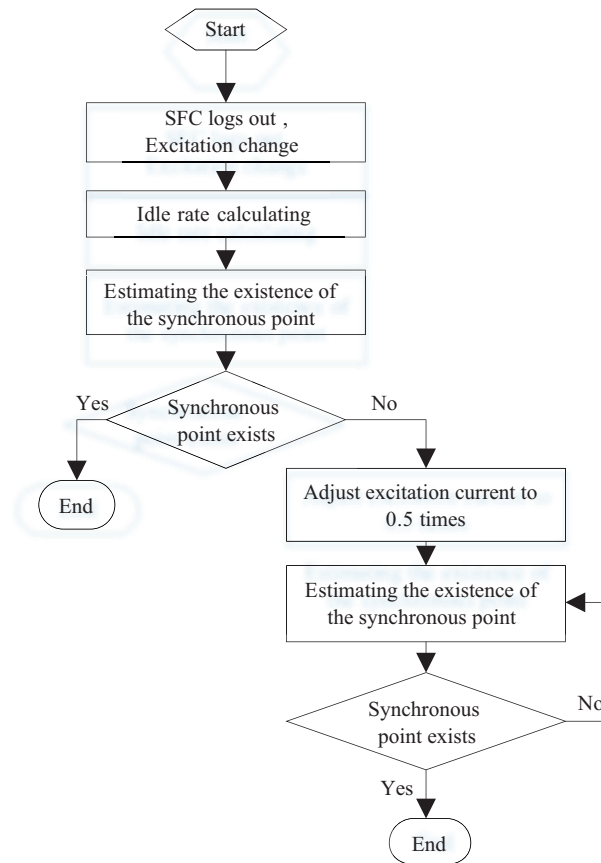 Start
SFC logs out ,
Excitation change
Idle rate calculating
Estimating the existence of
the synchronous point
Yes
Synchronous
point exists
No
End
Adjust excitation current to
0.5 times
Estimating the existence of
the synchronous point
Synchronous
point exists
No
Yes
End